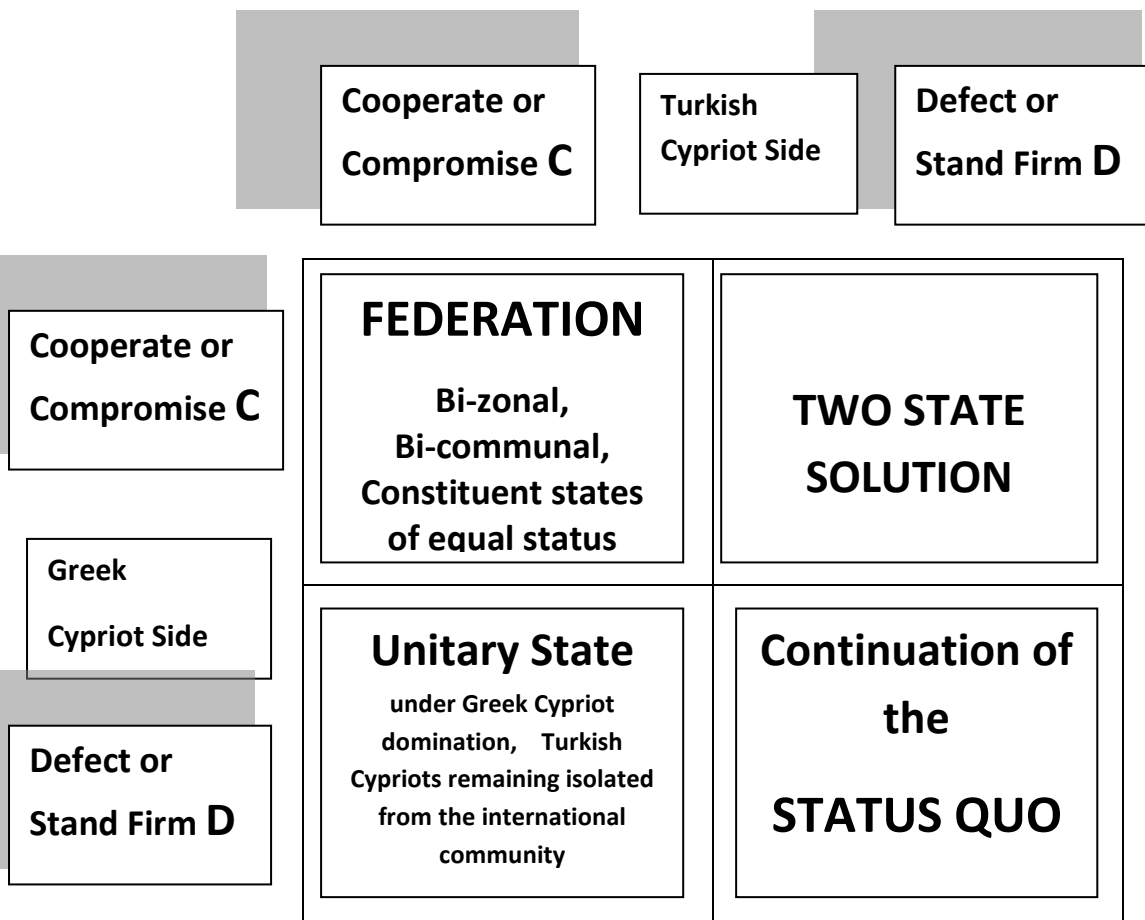 Cooperate or
Compromise C
Turkish
Cypriot Side
Defect or
Stand Firm D
Cooperate or
Compromise C
FEDERATION
Bi-zonal,
Bi-communal,
Constituent states
of equal status
TWO STATE
SOLUTION
Greek
Cypriot Side
Defect or
Stand Firm D
Unitary State
under Greek Cypriot
domination, Turkish
Cypriots remaining isolated
from the international
community
Continuation of
the
STATUS QUO